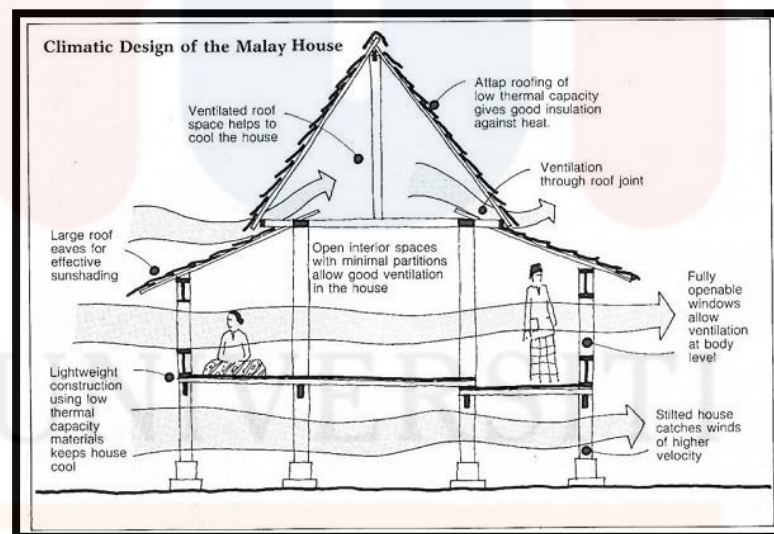 Climatic Design of the Malay House
Ventilated roof
space helps to
cool the house
Attap roofing of
low thermal capacity
gives good insulation
against heat.
Ventilation
through roof joint
Large roof
eaves for
effective
sunshading
Open interior spaces
with minimal partitions
allow good ventilation
in the house
Fully
openable
windows
allow
ventilation
at body
level
Lightweight
construction
using low
thermal
capacity
materials
keeps house
cool
Stilted house
catches winds
of higher
velocity
UNIVERSITI